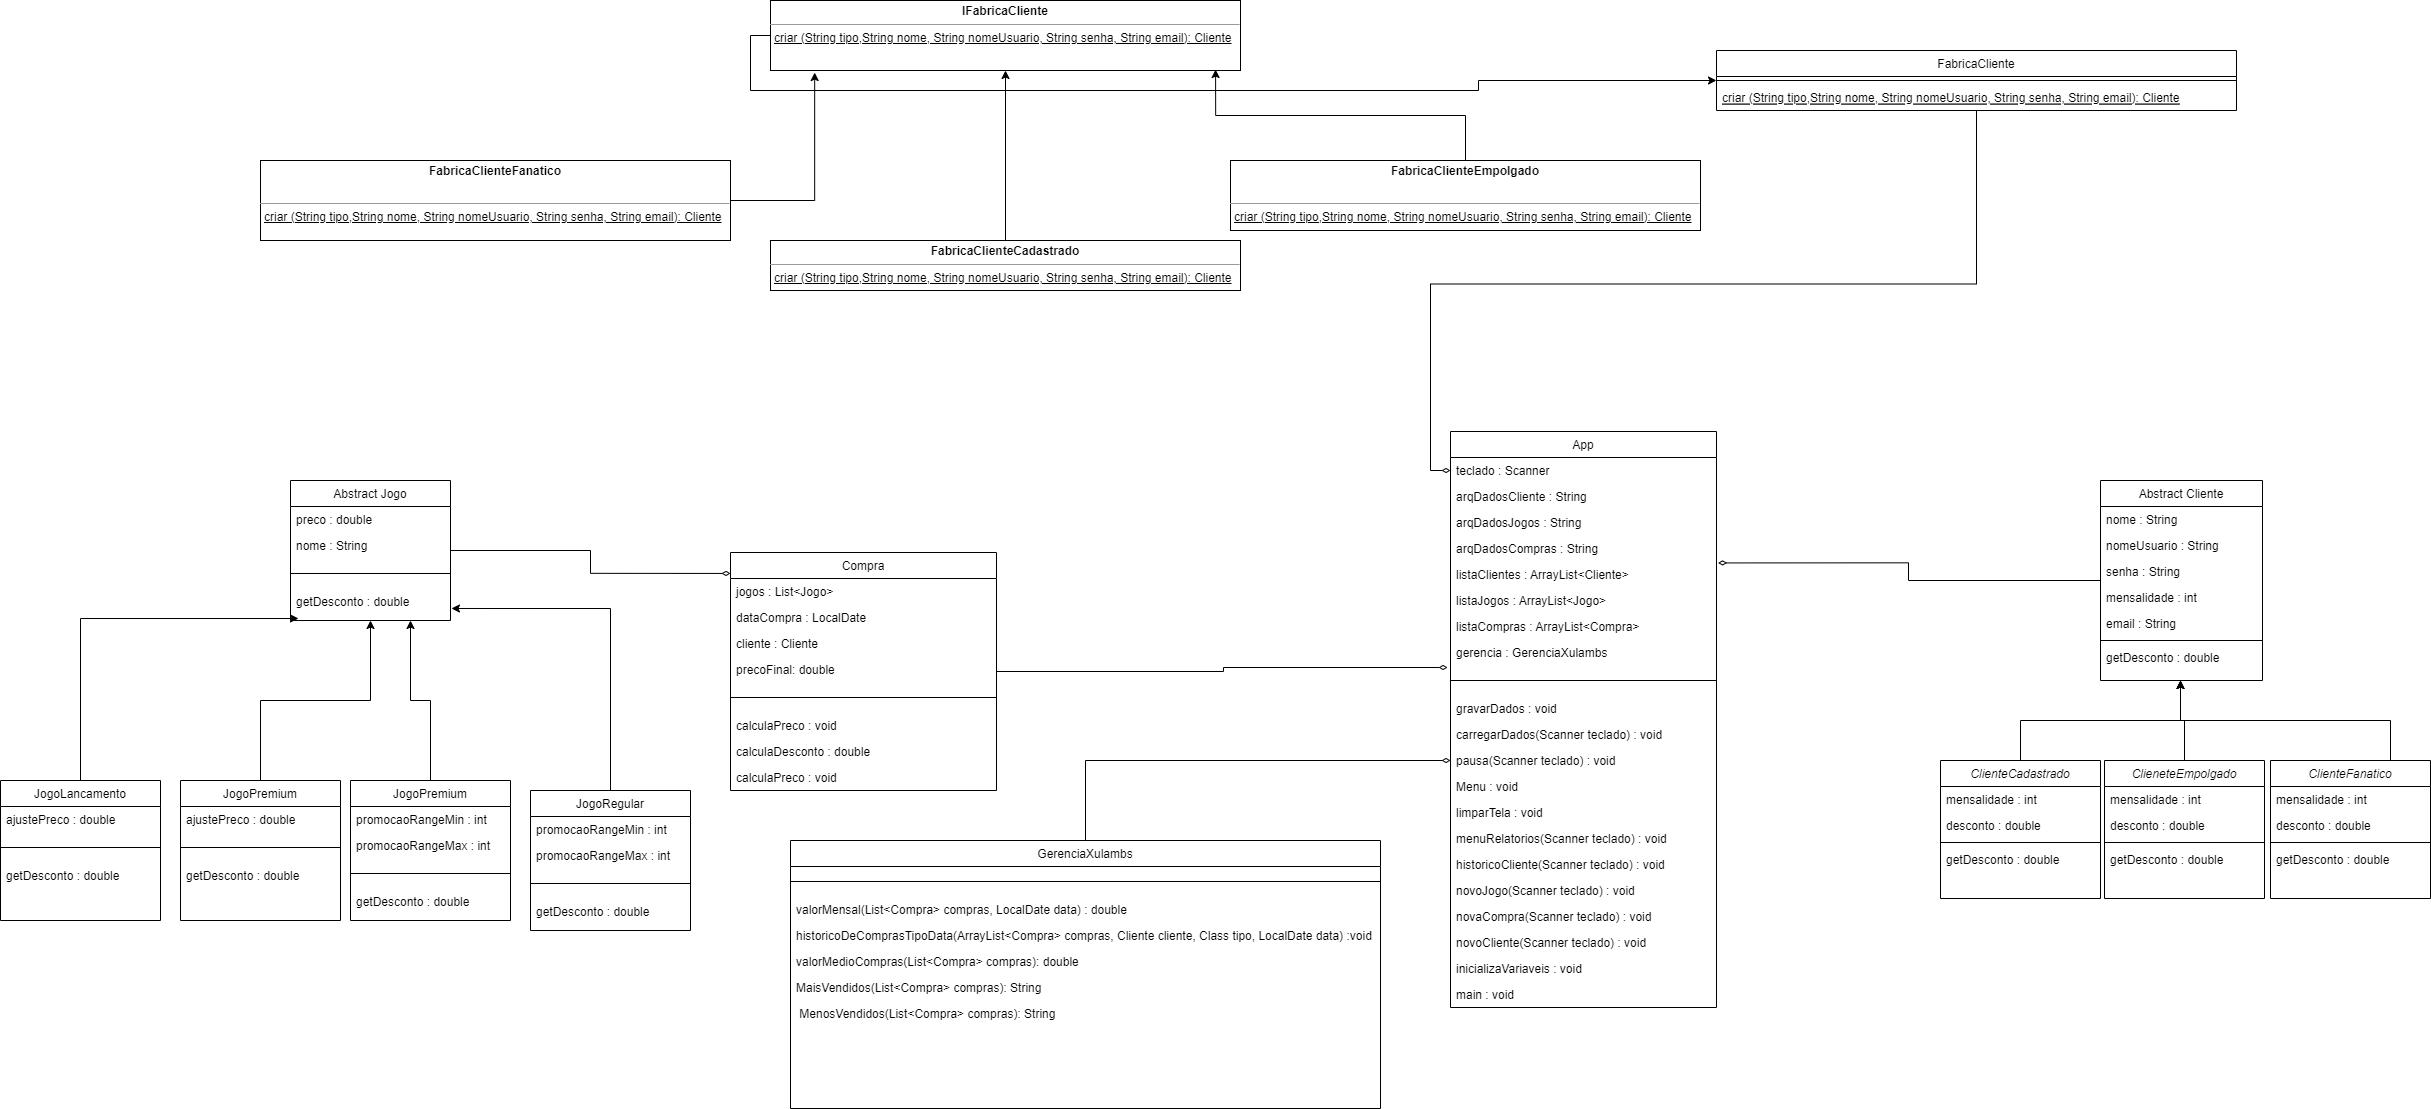 IFabricaCliente
criar (String tipo,String nome, String nomeUsuario, String senha, String email): Cliente
FabricaCliente
criar (String tipo,String nome, String nomeUsuario, String senha, String email): Cliente
FabricaClienteFanatico
criar (String tipo,String nome, String nomeUsuario, String senha, String email): Cliente
FabricaClienteEmpolgado
criar (String tipo,String nome, String nomeUsuario, String senha, String email): Cliente
FabricaClienteCadastrado
criar (String tipo,String nome, String nomeUsuario, String senha, String email): Cliente
Abstract Jogo
preco : double
nome : String
getDesconto : double
Compra
jogos : List<Jogo>
dataCompra : LocalDate
cliente : Cliente
precoFinal: double
calculaPreco : void
calculaDesconto : double
calculaPreco : void
App
teclado : Scanner
arqDadosCliente : String
arqDadosJogos : String
arqDadosCompras : String
listaClientes : ArrayList<Cliente>
listaJogos : ArrayList<Jogo>
listaCompras : ArrayList<Compra>
gerencia : GerenciaXulambs
gravarDados : void
carregarDados(Scanner teclado) : void
pausa(Scanner teclado) : void
Menu : void
limparTela : void
menuRelatorios(Scanner teclado) : void
historicoCliente(Scanner teclado) : void
novoJogo(Scanner teclado) : void
novaCompra(Scanner teclado) : void
novoCliente(Scanner teclado) : void
inicializaVariaveis : void
main : void
Abstract Cliente
nome : String
nomeUsuario : String
senha : String
mensalidade : int
email : String
getDesconto : double
JogoLancamento
ajustePreco : double
getDesconto : double
JogoPremium
ajustePreco : double
getDesconto : double
JogoPremium
promocaoRangeMin : int
promocaoRangeMax : int
getDesconto : double
JogoRegular
promocaoRangeMin : int
promocaoRangeMax : int
getDesconto : double
GerenciaXulambs
valorMensal(List<Compra> compras, LocalDate data) : double
historicoDeComprasTipoData(ArrayList<Compra> compras, Cliente cliente, Class tipo, LocalDate data) :void
valorMedioCompras(List<Compra> compras): double
MaisVendidos(List<Compra> compras): String
MenosVendidos(List<Compra> compras): String
ClienteCadastrado
mensalidade : int
desconto : double
getDesconto : double
ClieneteEmpolgado
mensalidade : int
desconto : double
getDesconto : double
ClienteFanatico
mensalidade : int
desconto : double
getDesconto : double